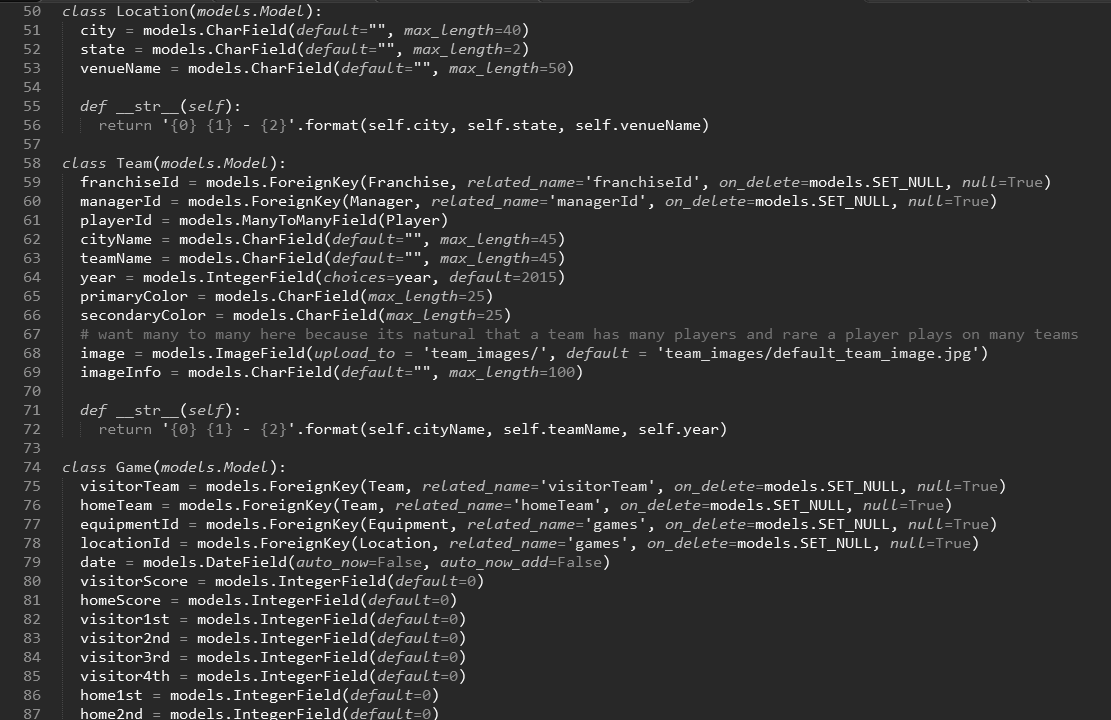 50 class Location(models.Model):
51 city = models.CharField(default="", max_length=40)
52 state = models.CharField(default="", max_length=2)
53 venueName = models.CharField(default="", max_length=50)
54
55 def __str__(self):
56 return '{0} {1} - {2}'.format(self.city, self.state, self.venueName)
57
58 class Team(models.Model):
59 franchiseId = models.ForeignKey(Franchise, related_name='franchiseId', on_delete=models.SET_NULL, null=True)
60 managerId = models.ForeignKey(Manager, related_name='managerId', on_delete=models.SET_NULL, null=True)
61 playerId = models.ManyToManyField(Player)
62 cityName = models.CharField(default="", max_length=45)
63 teamName = models.CharField(default="", max_length=45)
64 year = models.IntegerField(choices=year, default=2015)
65 primaryColor = models.CharField(max_length=25)
66 secondaryColor = models.CharField(max_length=25)
67 # want many to many here because its natural that a team has many players and rare a player plays on many teams
68 image = models.ImageField(upload_to = 'team_images/', default = 'team_images/default_team_image.jpg')
69 imageInfo = models.CharField(default="", max_length=100)
70
71 def __str__(self):
72 return '{0} {1} - {2}'.format(self.cityName, self.teamName, self.year)
73
74 class Game(models.Model):
75 visitorTeam = models.ForeignKey(Team, related_name='visitorTeam', on_delete=models.SET_NULL, null=True)
76 homeTeam = models.ForeignKey(Team, related_name='homeTeam', on_delete=models.SET_NULL, null=True)
77 equipmentId = models.ForeignKey(Equipment, related_name='games', on_delete=models.SET_NULL, null=True)
78 locationId = models.ForeignKey(Location, related_name='games', on_delete=models.SET_NULL, null=True)
79 date = models.DateField(auto_now=False, auto_now_add=False)
80 visitorScore = models.IntegerField(default=0)
81 homeScore = models.IntegerField(default=0)
82 visitor1st = models.IntegerField(default=0)
83 visitor2nd = models.IntegerField(default=0)
84 visitor3rd = models.IntegerField(default=0)
85 visitor4th = models.IntegerField(default=0)
86 home1st = models.IntegerField(default=0)
87 home2nd = models.IntegerField(default=0)